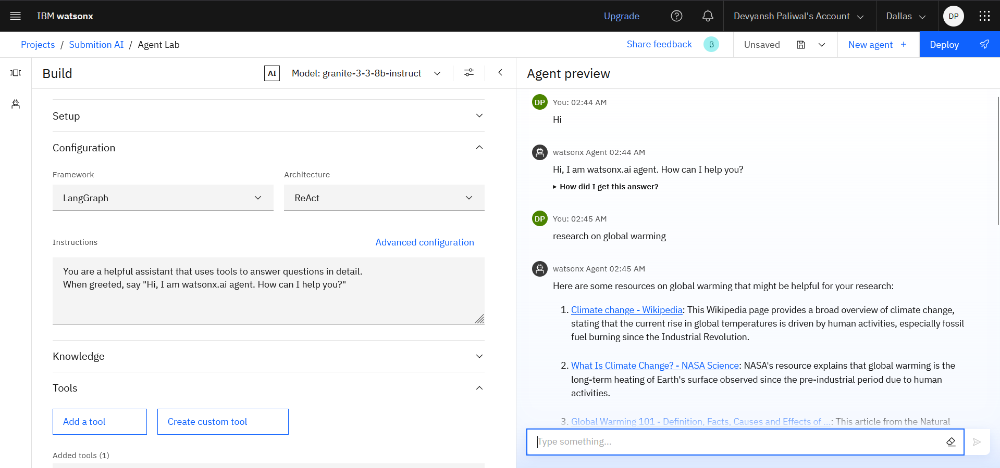 IBM watsonx
Upgrade
Devyansh Paliwal's Account
Dallas
DP
Projects / Submition AI / Agent Lab
Share feedback
β
Unsaved
New agent +
Deploy
Build
AI
Model: granite-3-3-8b-instruct
Setup
Configuration
Framework
Architecture
LangGraph
ReAct
Instructions
Advanced configuration
You are a helpful assistant that uses tools to answer questions in detail.
When greeted, say "Hi, I am watsonx.ai agent. How can I help you?"
Knowledge
Tools
Add a tool
Create custom tool
Added tools (1)
Agent preview
DP
You: 02:44 AM
Hi
watsonx Agent 02:44 AM
Hi, I am watsonx.ai agent. How can I help you?
How did I get this answer?
DP
You: 02:45 AM
research on global warming
watsonx Agent 02:45 AM
Here are some resources on global warming that might be helpful for your research:
1. Climate change - Wikipedia: This Wikipedia page provides a broad overview of climate change,
stating that the current rise in global temperatures is driven by human activities, especially fossil
fuel burning since the Industrial Revolution.
2. What Is Climate Change? - NASA Science: NASA's resource explains that global warming is the
long-term heating of Earth's surface observed since the pre-industrial period due to human
activities.
3. Global Warming 101 - Definition, Facts, Causes and Effects of ...: This article from the Natural
Type something...